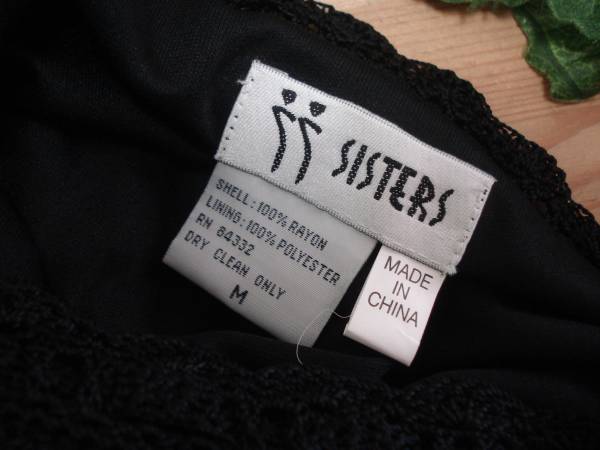 SISTERS
SHELL: 100% RAYON
LINING: 100% POLYESTER
RN 84332
DRY CLEAN ONLY
M
MADE
IN
CHINA